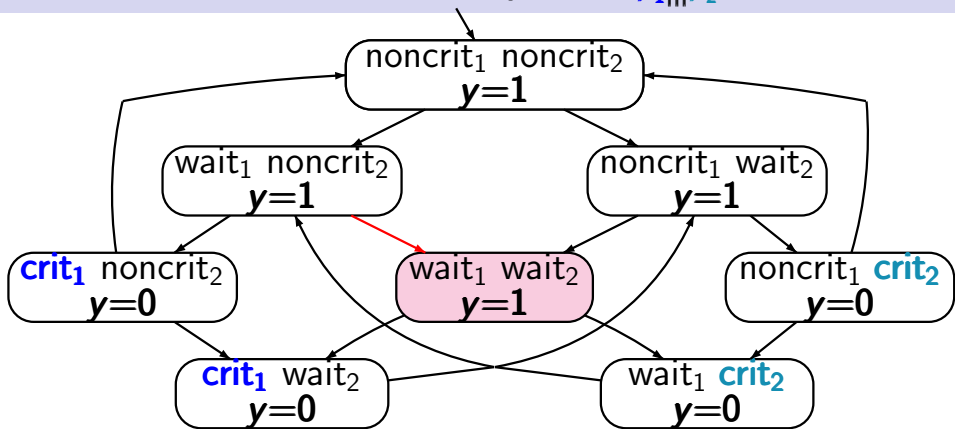 noncrit₁ noncrit₂
y=1
wait₁ noncrit₂
y=1
noncrit₁ wait₂
y=1
crit₁ noncrit₂
y=0
wait₁ wait₂
y=1
noncrit₁ crit₂
y=0
crit₁ wait₂
y=0
wait₁ crit₂
y=0